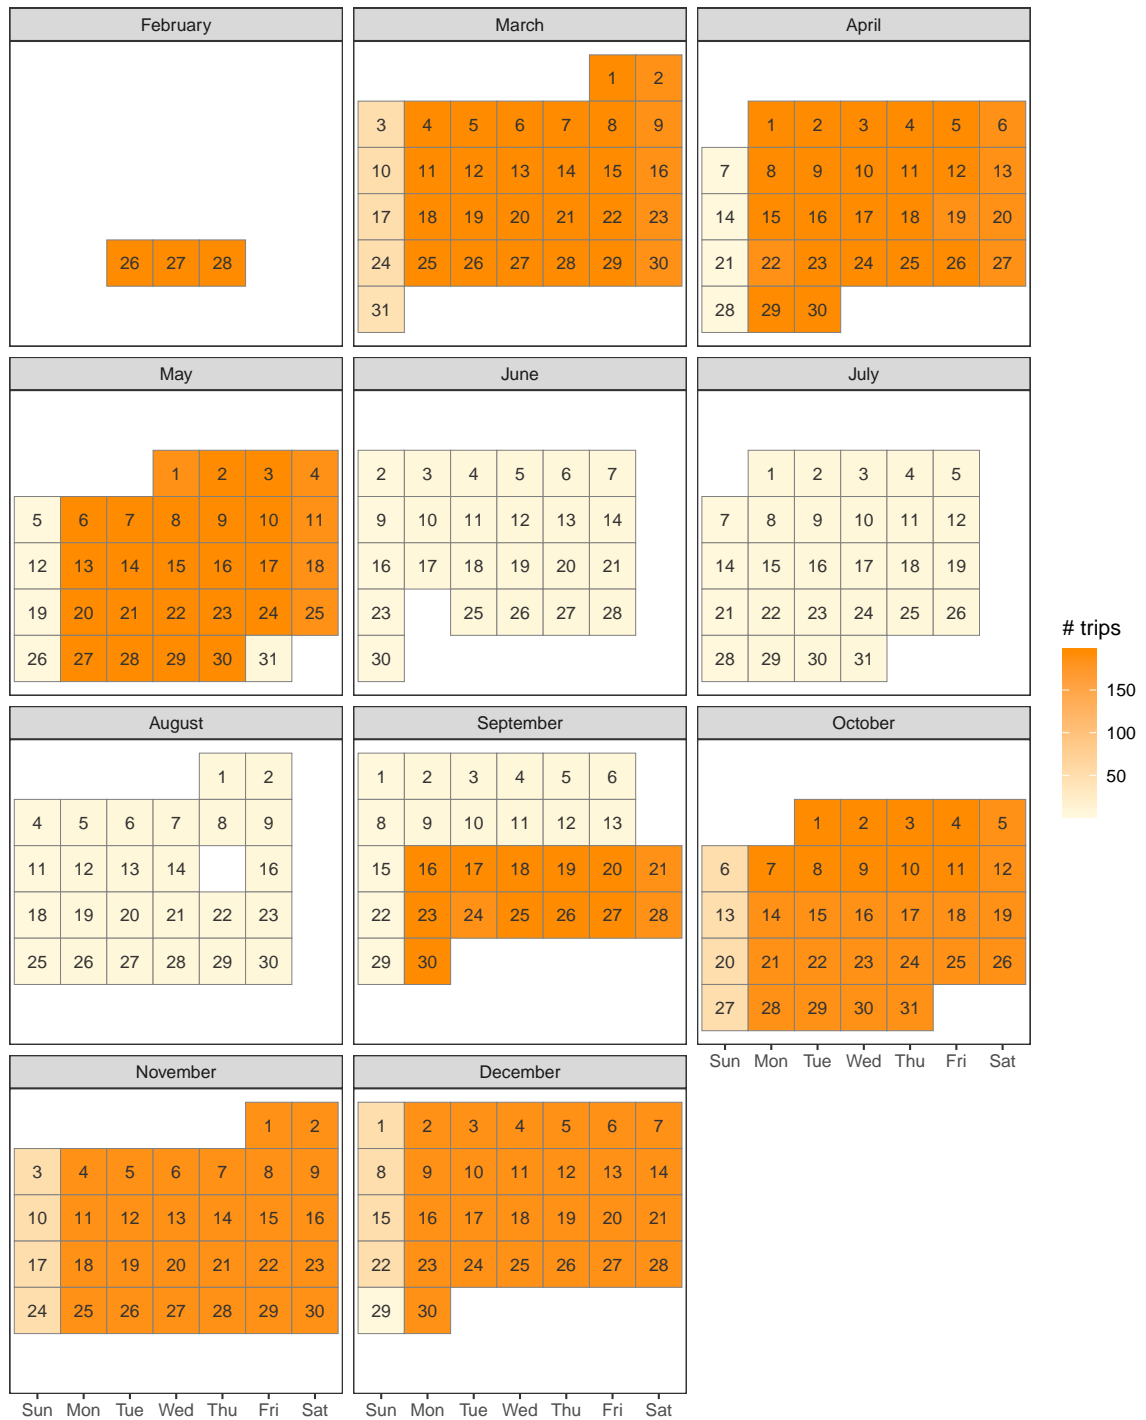 February March April
1 2
3 4 5 6 7 8 9 1 2 3 4 5 6
10 11 12 13 14 15 16 7 8 9 10 11 12 13
17 18 19 20 21 22 23 14 15 16 17 18 19 20
26 27 28 24 25 26 27 28 29 30 21 22 23 24 25 26 27
31 28 29 30
May June July
1 2 3 4 2 3 4 5 6 7 1 2 3 4 5
5 6 7 8 9 10 11 9 10 11 12 13 14 7 8 9 10 11 12
12 13 14 15 16 17 18 16 17 18 19 20 21 14 15 16 17 18 19
19 20 21 22 23 24 25 23 25 26 27 28 21 22 23 24 25 26
26 27 28 29 30 31 30 28 29 30 31
# trips
150
100
50
August September October
1 2 1 2 3 4 5 6
4 5 6 7 8 9 8 9 10 11 12 13 1 2 3 4 5
11 12 13 14 16 15 16 17 18 19 20 21 6 7 8 9 10 11 12
18 19 20 21 22 23 22 23 24 25 26 27 28 13 14 15 16 17 18 19
25 26 27 28 29 30 29 30 20 21 22 23 24 25 26
27 28 29 30 31
Sun Mon Tue Wed Thu Fri Sat
November December
1 2 1 2 3 4 5 6 7
3 4 5 6 7 8 9 8 9 10 11 12 13 14
10 11 12 13 14 15 16 15 16 17 18 19 20 21
17 18 19 20 21 22 23 22 23 24 25 26 27 28
24 25 26 27 28 29 30 29 30
Sun Mon Tue Wed Thu Fri Sat Sun Mon Tue Wed Thu Fri Sat